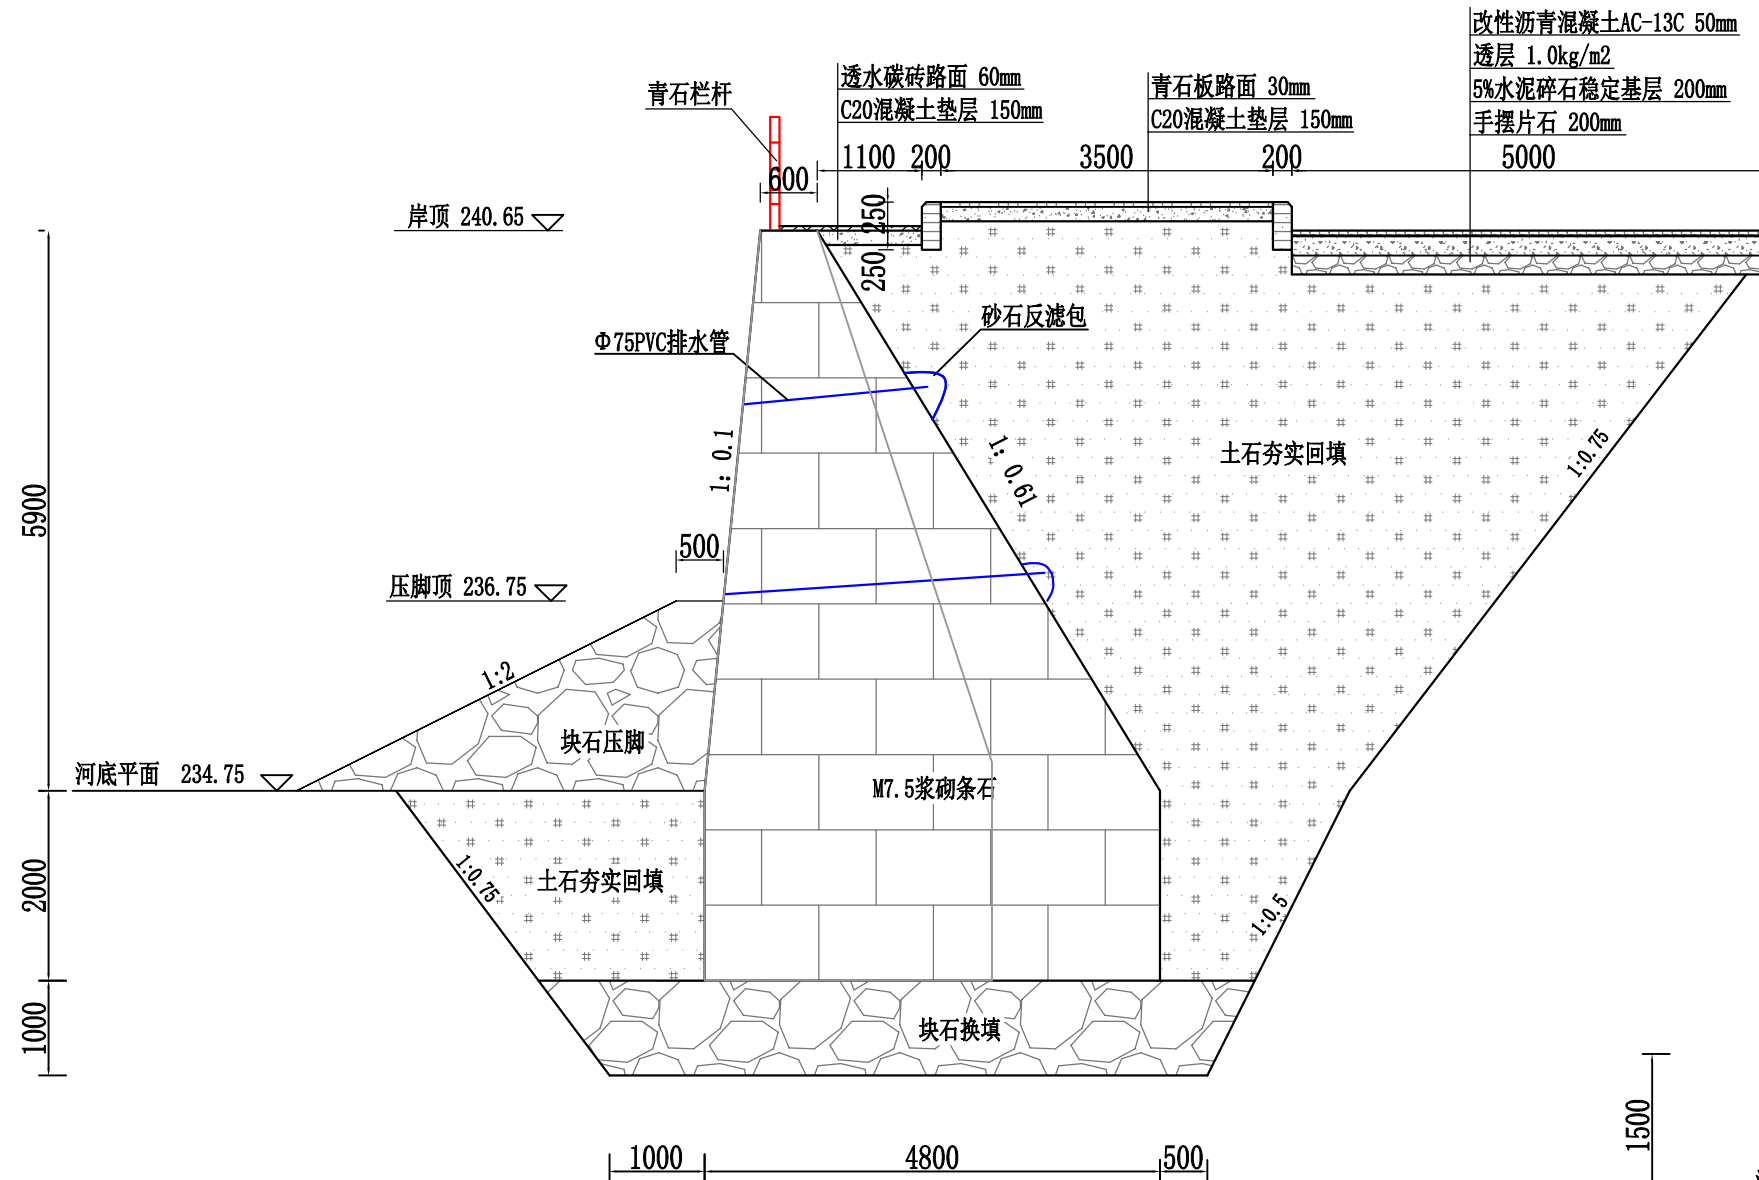 改性沥青混凝土AC-13C 50mm
透层 1.0kg/m2
5%水泥碎石稳定基层 200mm
手摆片石 200mm
透水碳砖路面 60mm
C20混凝土垫层 150mm
青石板路面 30mm
C20混凝土垫层 150mm
青石栏杆
600
1100
200
3500
200
5000
岸顶 240.65
250
250
砂石反滤包
Φ75PVC排水管
1: 0.1
1: 0.61
土石夯实回填
1:0.75
5900
500
压脚顶 236.75
1:2
块石压脚
河底平面 234.75
M7.5浆砌条石
2000
1:0.75
土石夯实回填
1:0.5
1000
块石换填
1500
1000
4800
500